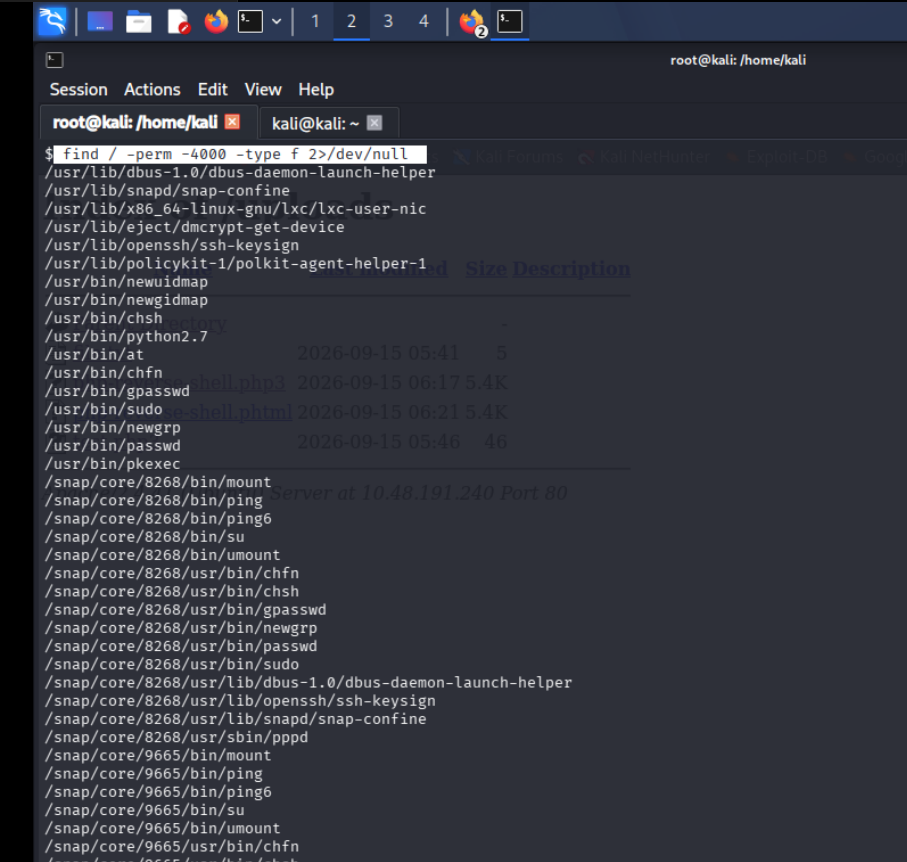 1 2 3 4 2
root@kali: /home/kali
Session Actions Edit View Help
root@kali: /home/kali kali@kali: ~
$ find / -perm -4000 -type f 2>/dev/null
Kali Forums Kali NetHunter Exploit-DB Goog
/usr/lib/dbus-1.0/dbus-daemon-launch-helper
/usr/lib/snapd/snap-confine
/usr/lib/x86_64-linux-gnu/lxc/lxc-user-nic
Index of /uploads
/usr/lib/eject/dmcrypt-get-device
/usr/lib/openssh/ssh-keysign
/usr/lib/policykit-1/polkit-agent-helper-1
Name Last modified Size Description
/usr/bin/newuidmap
/usr/bin/newgidmap
/usr/bin/chsh
directory -
/usr/bin/python2.7
/usr/bin/at
2026-09-15 05:41 5
/usr/bin/chfn
reverse-shell.php3 2026-09-15 06:17 5.4K
/usr/bin/gpasswd
/usr/bin/sudo
reverse-shell.phtml 2026-09-15 06:21 5.4K
/usr/bin/newgrp
/usr/bin/passwd
2026-09-15 05:46 46
/usr/bin/pkexec
/snap/core/8268/bin/mount
Server at 10.48.191.240 Port 80
/snap/core/8268/bin/ping
/snap/core/8268/bin/ping6
/snap/core/8268/bin/su
/snap/core/8268/bin/umount
/snap/core/8268/usr/bin/chfn
/snap/core/8268/usr/bin/chsh
/snap/core/8268/usr/bin/gpasswd
/snap/core/8268/usr/bin/newgrp
/snap/core/8268/usr/bin/passwd
/snap/core/8268/usr/bin/sudo
/snap/core/8268/usr/lib/dbus-1.0/dbus-daemon-launch-helper
/snap/core/8268/usr/lib/openssh/ssh-keysign
/snap/core/8268/usr/lib/snapd/snap-confine
/snap/core/8268/usr/sbin/pppd
/snap/core/9665/bin/mount
/snap/core/9665/bin/ping
/snap/core/9665/bin/ping6
/snap/core/9665/bin/su
/snap/core/9665/bin/umount
/snap/core/9665/usr/bin/chfn